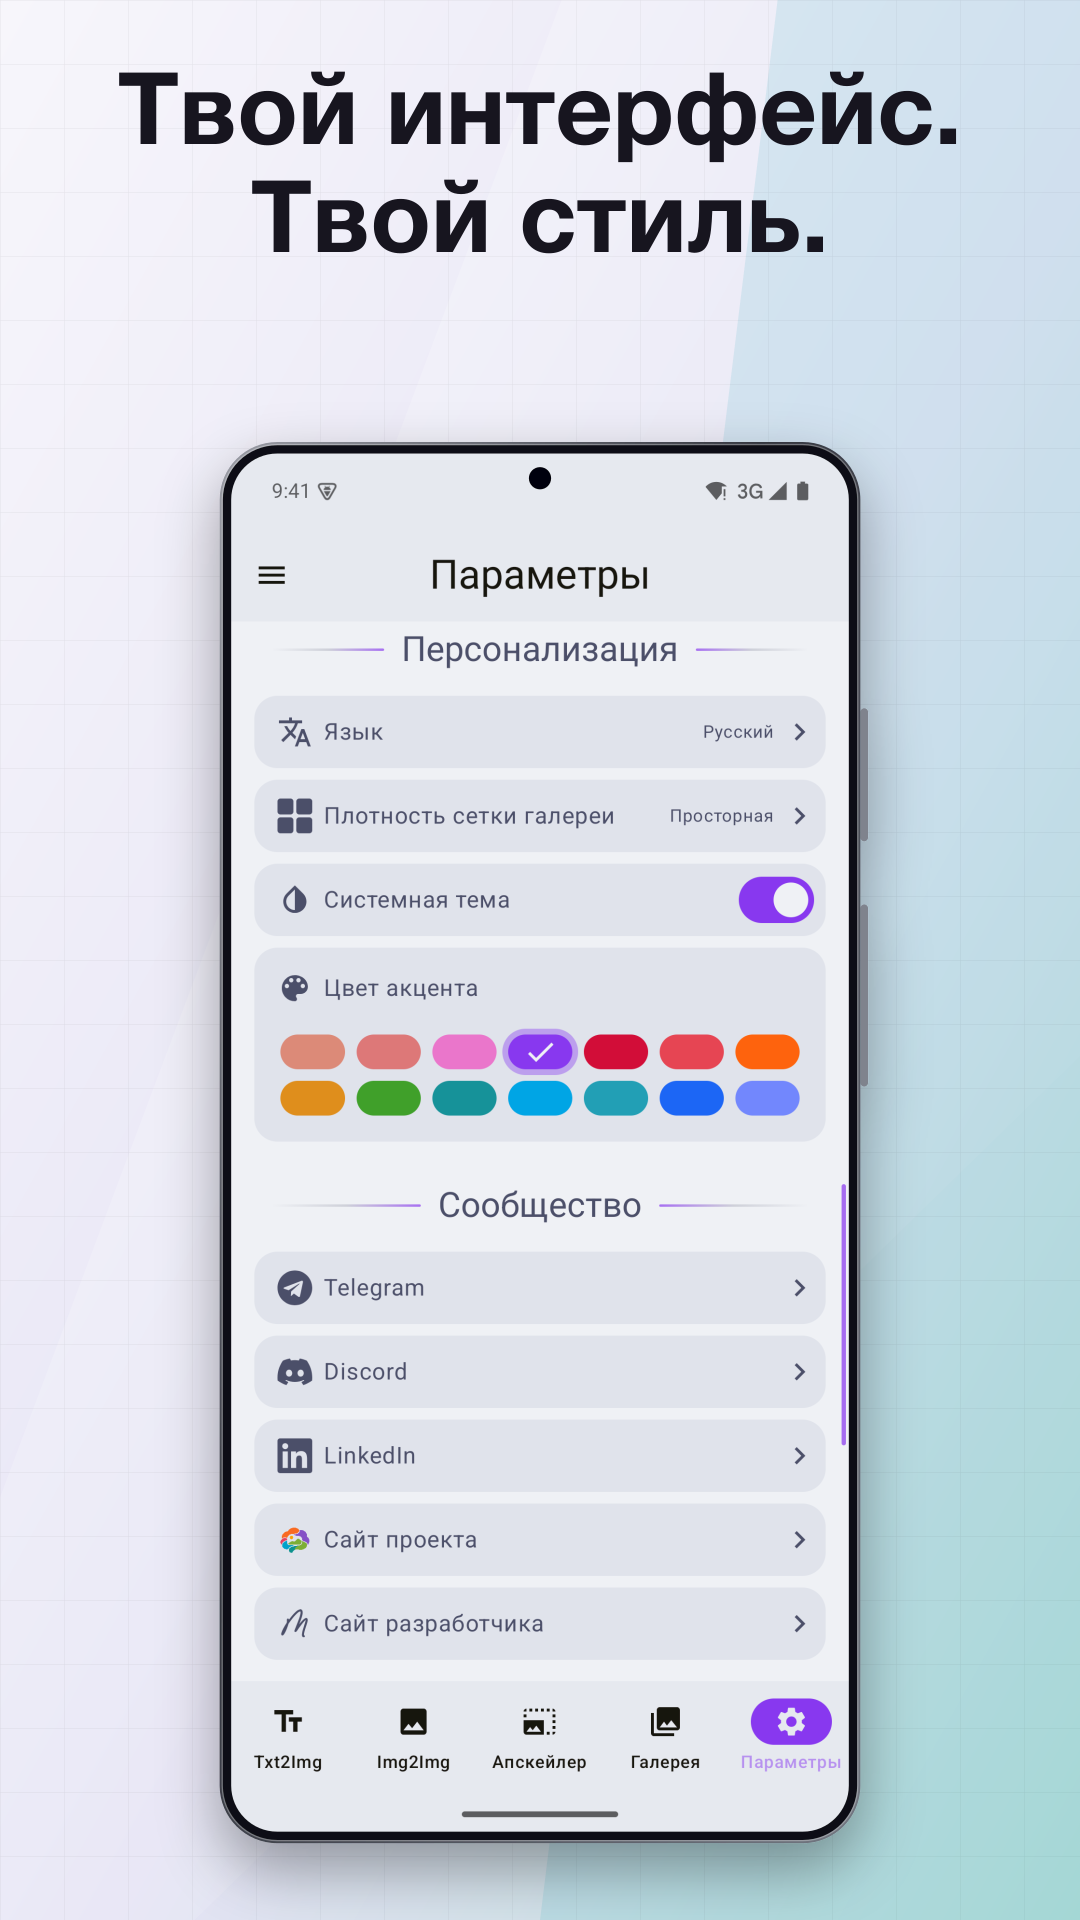 Твой интерфейс.
Твой стиль.
9:41
3G
Параметры
Персонализация
Язык
Русский
Плотность сетки галереи
Просторная
Системная тема
Цвет акцента
Сообщество
Telegram
Discord
LinkedIn
Сайт проекта
Сайт разработчика
Txt2Img
Img2Img
Апскейлер
Галерея
Параметры